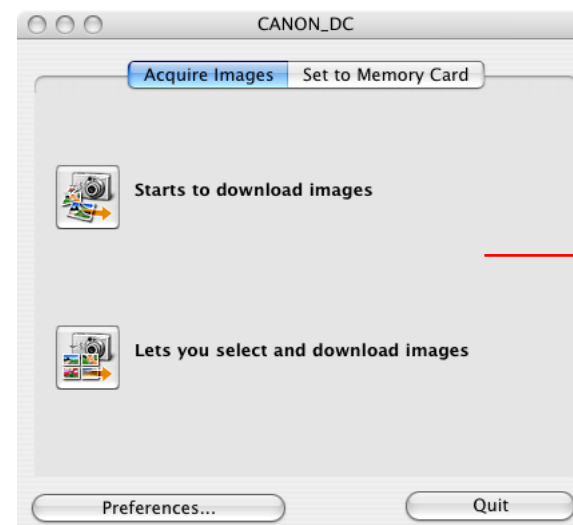 CANON_DC
Acquire Images Set to Memory Card
Starts to download images
Lets you select and download images
Preferences... Quit